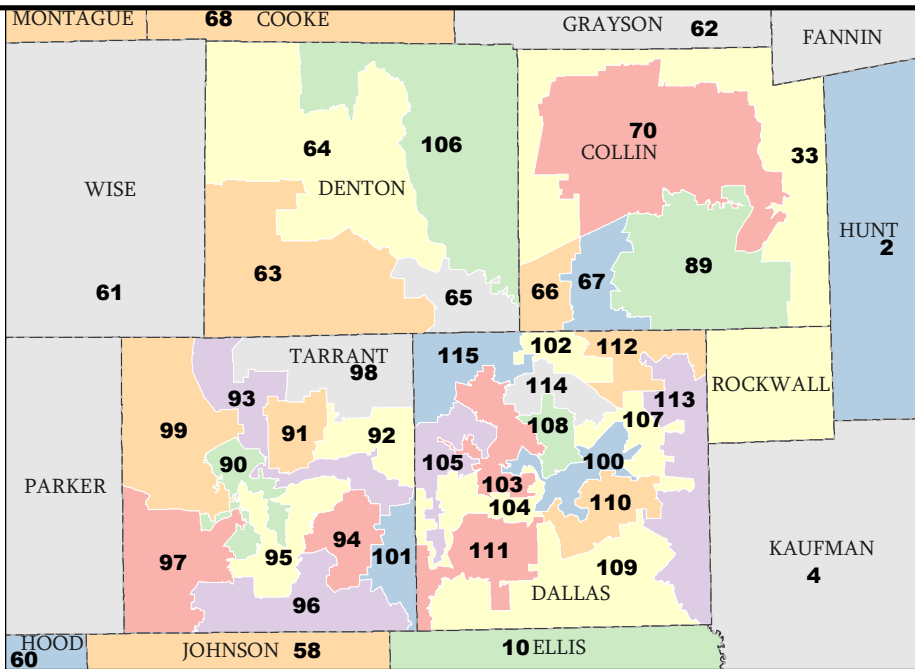 MONTAGUE 68 COOKE GRAYSON 62 FANNIN
70
64 106 COLLIN 33
WISE DENTON
HUNT
2
63 89
61 65 66 67
102 112
TARRANT 115
98 114 ROCKWALL
93 113
99 91 92 108 107
90 105 100
PARKER 103
104 110
94 111
97 95 101 109 KAUFMAN
4
96 DALLAS
HOOD JOHNSON 58 10 ELLIS
60